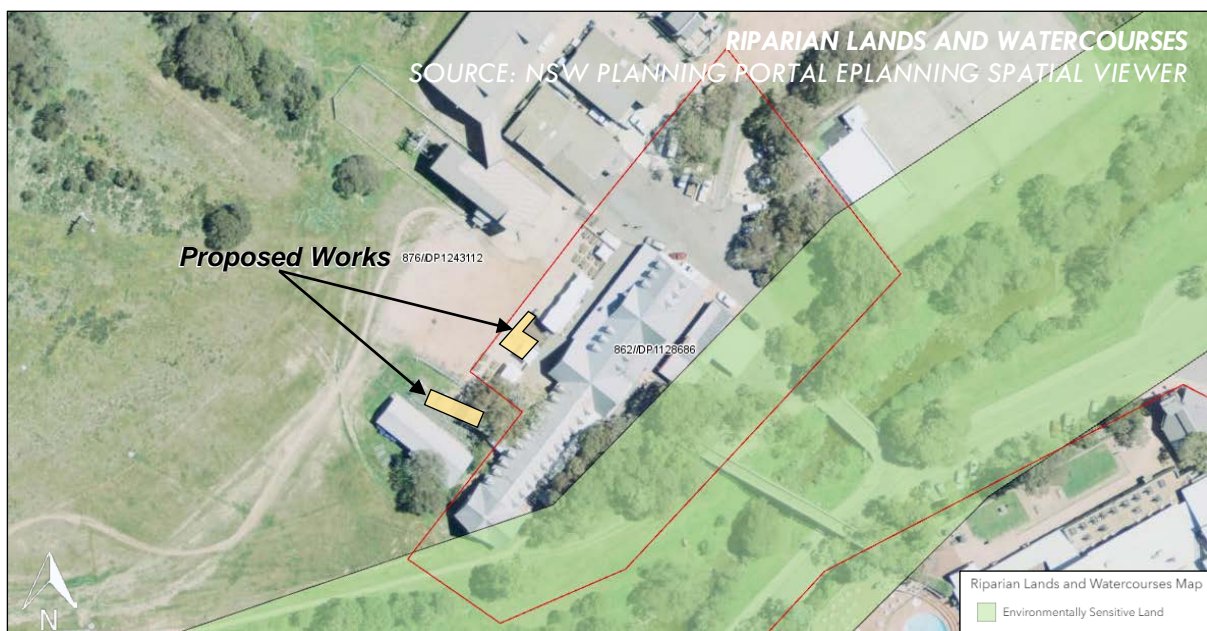 RIPARIAN LANDS AND WATERCOURSES
SOURCE: NSW PLANNING PORTAL EPLANNING SPATIAL VIEWER
Proposed Works
876//DP1243112
862//DP1128686
N
Riparian Lands and Watercourses Map
Environmentally Sensitive Land